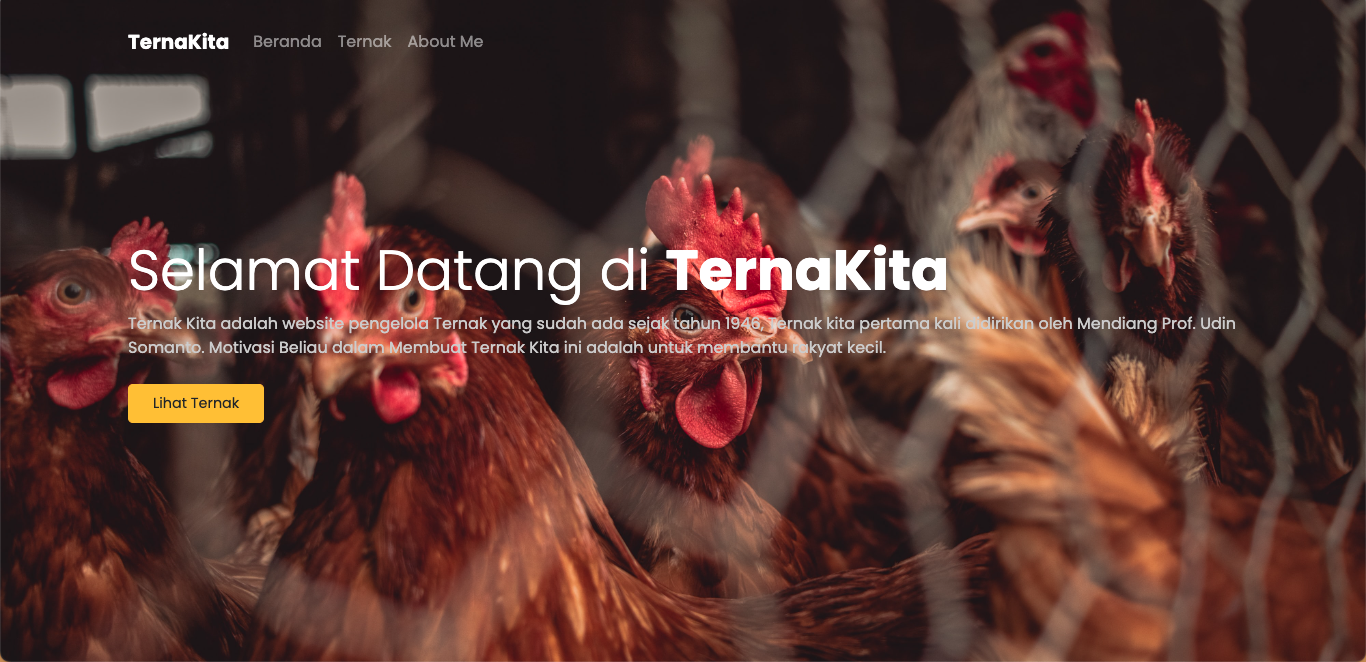 TernaKita Beranda Ternak About Me
Selamat Datang di TernaKita
Ternak Kita adalah website pengelola Ternak yang sudah ada sejak tahun 1946, Ternak kita pertama kali didirikan oleh Mendiang Prof. Udin
Somanto. Motivasi Beliau dalam Membuat Ternak Kita ini adalah untuk membantu rakyat kecil.
Lihat Ternak